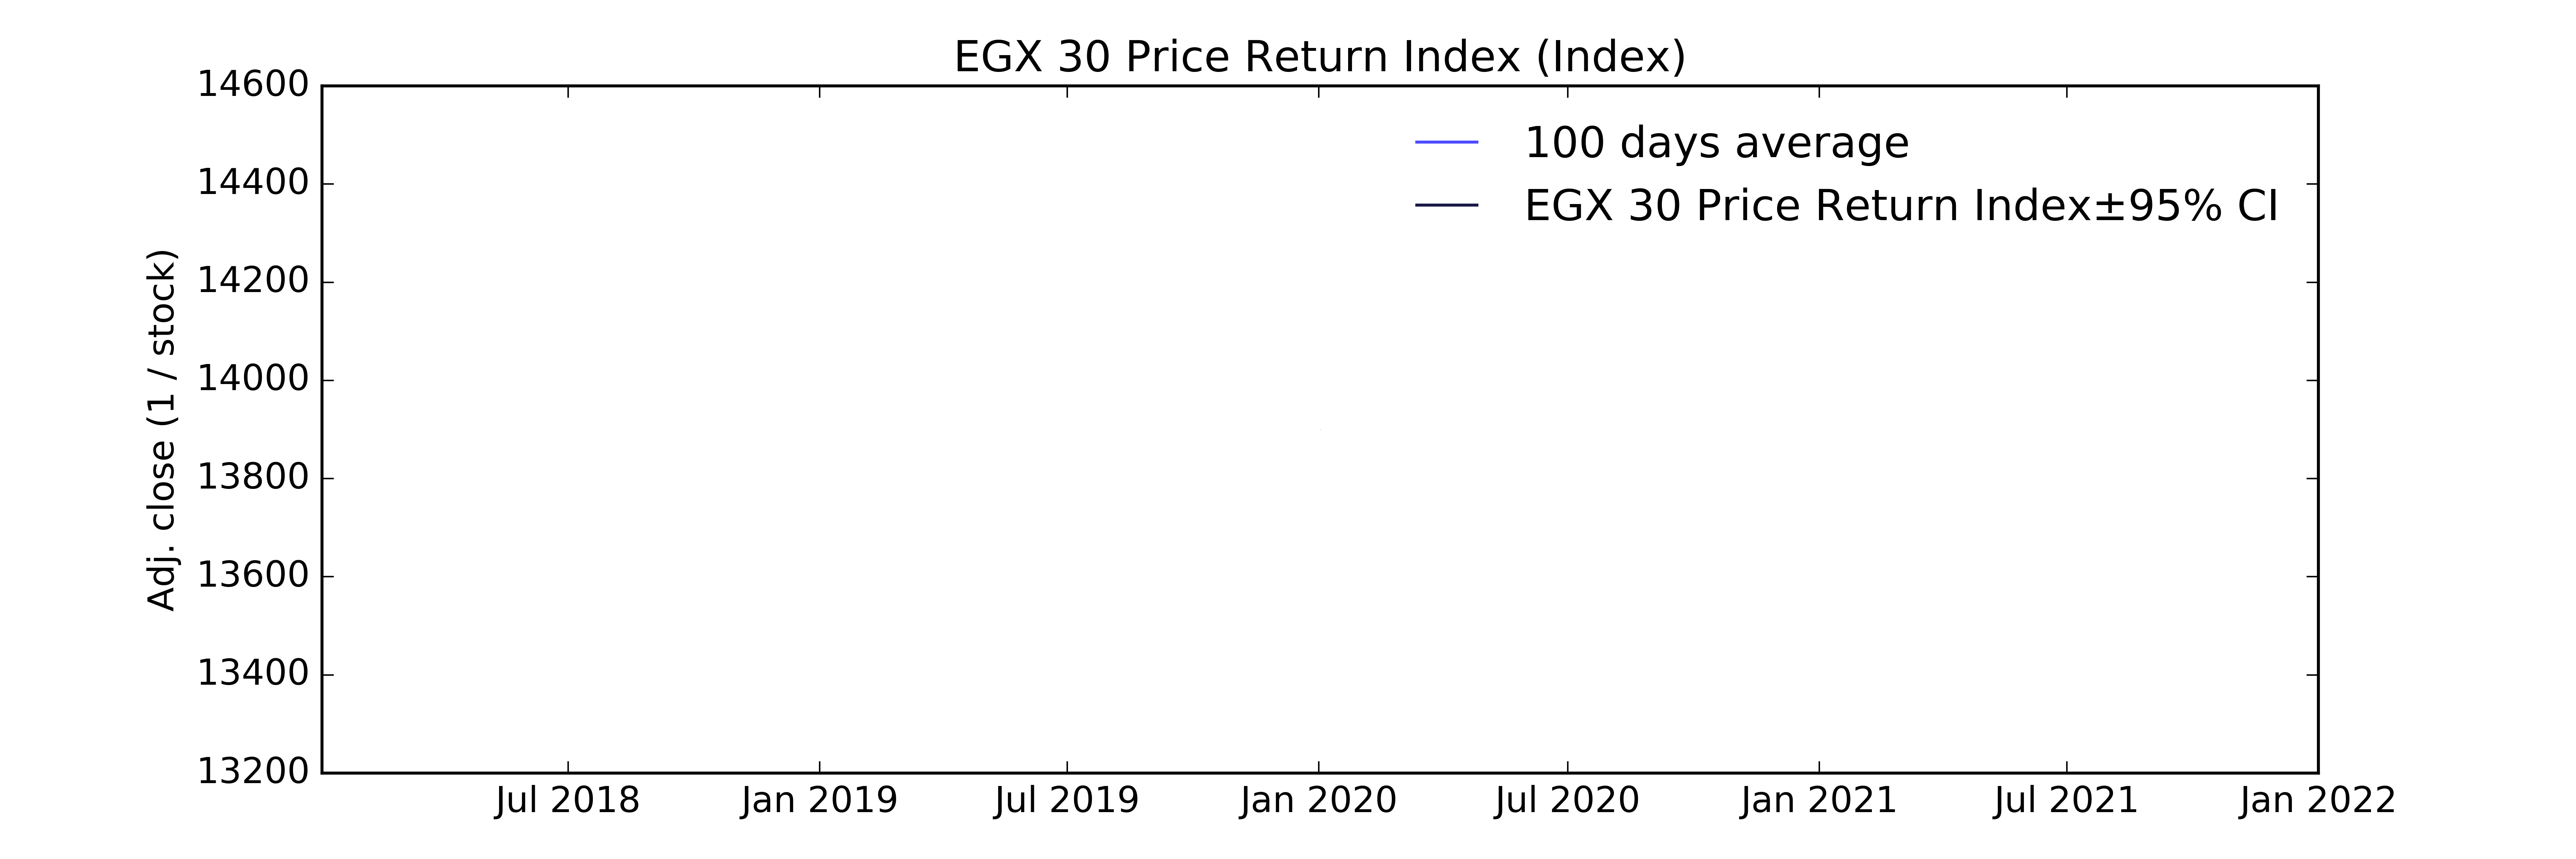 EGX 30 Price Return Index (Index)
100 days average
EGX 30 Price Return Index±95% CI
Adj. close (1 / stock)
14600
14400
14200
14000
13800
13600
13400
13200
Jul 2018 Jan 2019 Jul 2019 Jan 2020 Jul 2020 Jan 2021 Jul 2021 Jan 2022